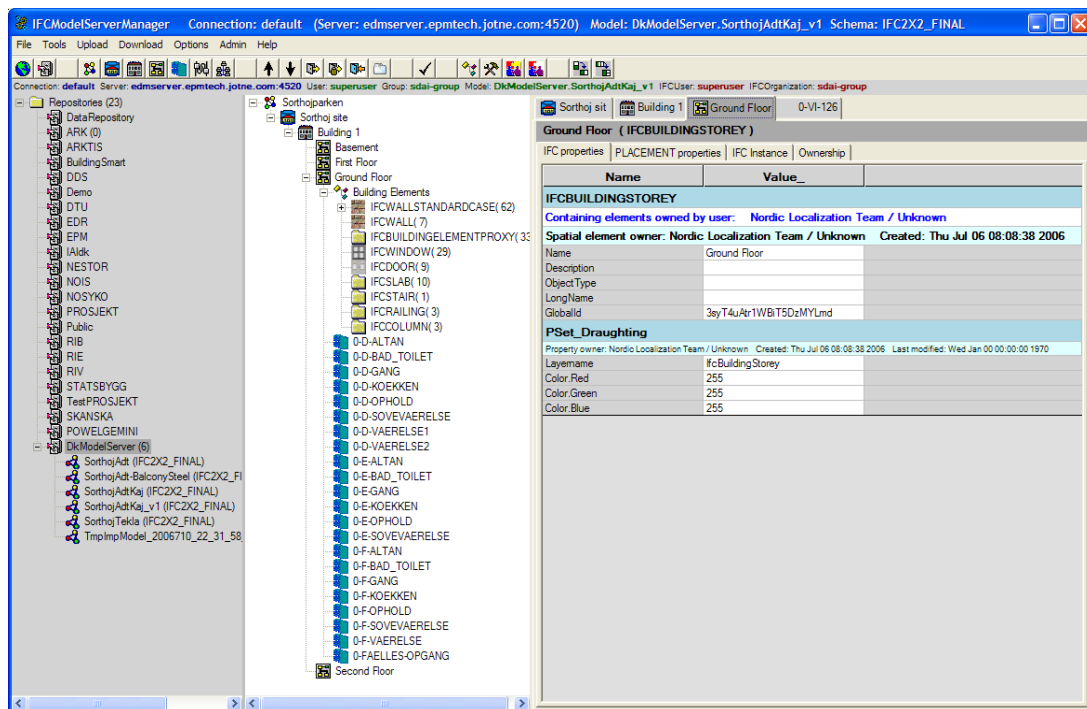 IFCModelServerManager Connection: default (Server: edmserver.epmtech.jotne.com:4520) Model: DkModelServer.SorthojAdtKaj_v1 Schema: IFC2X2_FINAL
File Tools Upload Download Options Admin Help
Connection: default Server: edmserver.epmtech.jotne.com:4520 User: superuser Group: sdai-group Model: DkModelServer.SorthojAdtKaj_v1 IFCUser: superuser IFCOrganization: sdai-group
Repositories (23)
DataRepository
ARK (0)
ARKTIS
BuildingSmart
DDS
Demo
DTU
EDR
EPM
IAIdk
NESTOR
NOIS
NOSYKO
PROSJEKT
Public
RIB
RIE
RIV
STATSBYGG
TestPROSJEKT
SKANSKA
POWELGEMINI
DkModelServer (6)
SorthojAdt (IFC2X2_FINAL)
SorthojAdt-BalconySteel (IFC2X2_FI
SorthojAdtKaj (IFC2X2_FINAL)
SorthojAdtKaj_v1 (IFC2X2_FINAL)
SorthojTekla (IFC2X2_FINAL)
TmpImpModel_2006710_22_31_58_
Sorthojparken
Sorthoj site
Building 1
Basement
First Floor
Ground Floor
Building Elements
IFCWALLSTANDARDCASE( 62)
IFCWALL( 7)
IFCBUILDINGELEMENTPROXY( 33
IFCWINDOW( 29)
IFCDOOR( 9)
IFCSLAB( 10)
IFCSTAIR( 1)
IFCRAILING( 3)
IFCCOLUMN( 3)
0-D-ALTAN
0-D-BAD_TOILET
0-D-GANG
0-D-KOEKKEN
0-D-OPHOLD
0-D-SOVEVAERELSE
0-D-VAERELSE1
0-D-VAERELSE2
0-E-ALTAN
0-E-BAD_TOILET
0-E-GANG
0-E-KOEKKEN
0-E-OPHOLD
0-E-SOVEVAERELSE
0-F-ALTAN
0-F-BAD_TOILET
0-F-GANG
0-F-KOEKKEN
0-F-OPHOLD
0-F-SOVEVAERELSE
0-F-VAERELSE
0-FAELLES-OPGANG
Second Floor
Sorthoj sit Building 1 Ground Floor 0-VI-126
Ground Floor ( IFCBUILDINGSTOREY )
IFC properties PLACEMENT properties IFC Instance Ownership
Name Value_
IFCBUILDINGSTOREY
Containing elements owned by user: Nordic Localization Team / Unknown
Spatial element owner: Nordic Localization Team / Unknown Created: Thu Jul 06 08:08:38 2006
Name Ground Floor
Description
ObjectType
LongName
GlobalId 3syT4uAtr1WBiT5DzMYLmd
PSet_Draughting
Property owner: Nordic Localization Team / Unknown Created: Thu Jul 06 08:08:38 2006 Last modified: Wed Jan 00 00:00:00 1970
Layername IfcBuildingStorey
Color.Red 255
Color.Green 255
Color.Blue 255